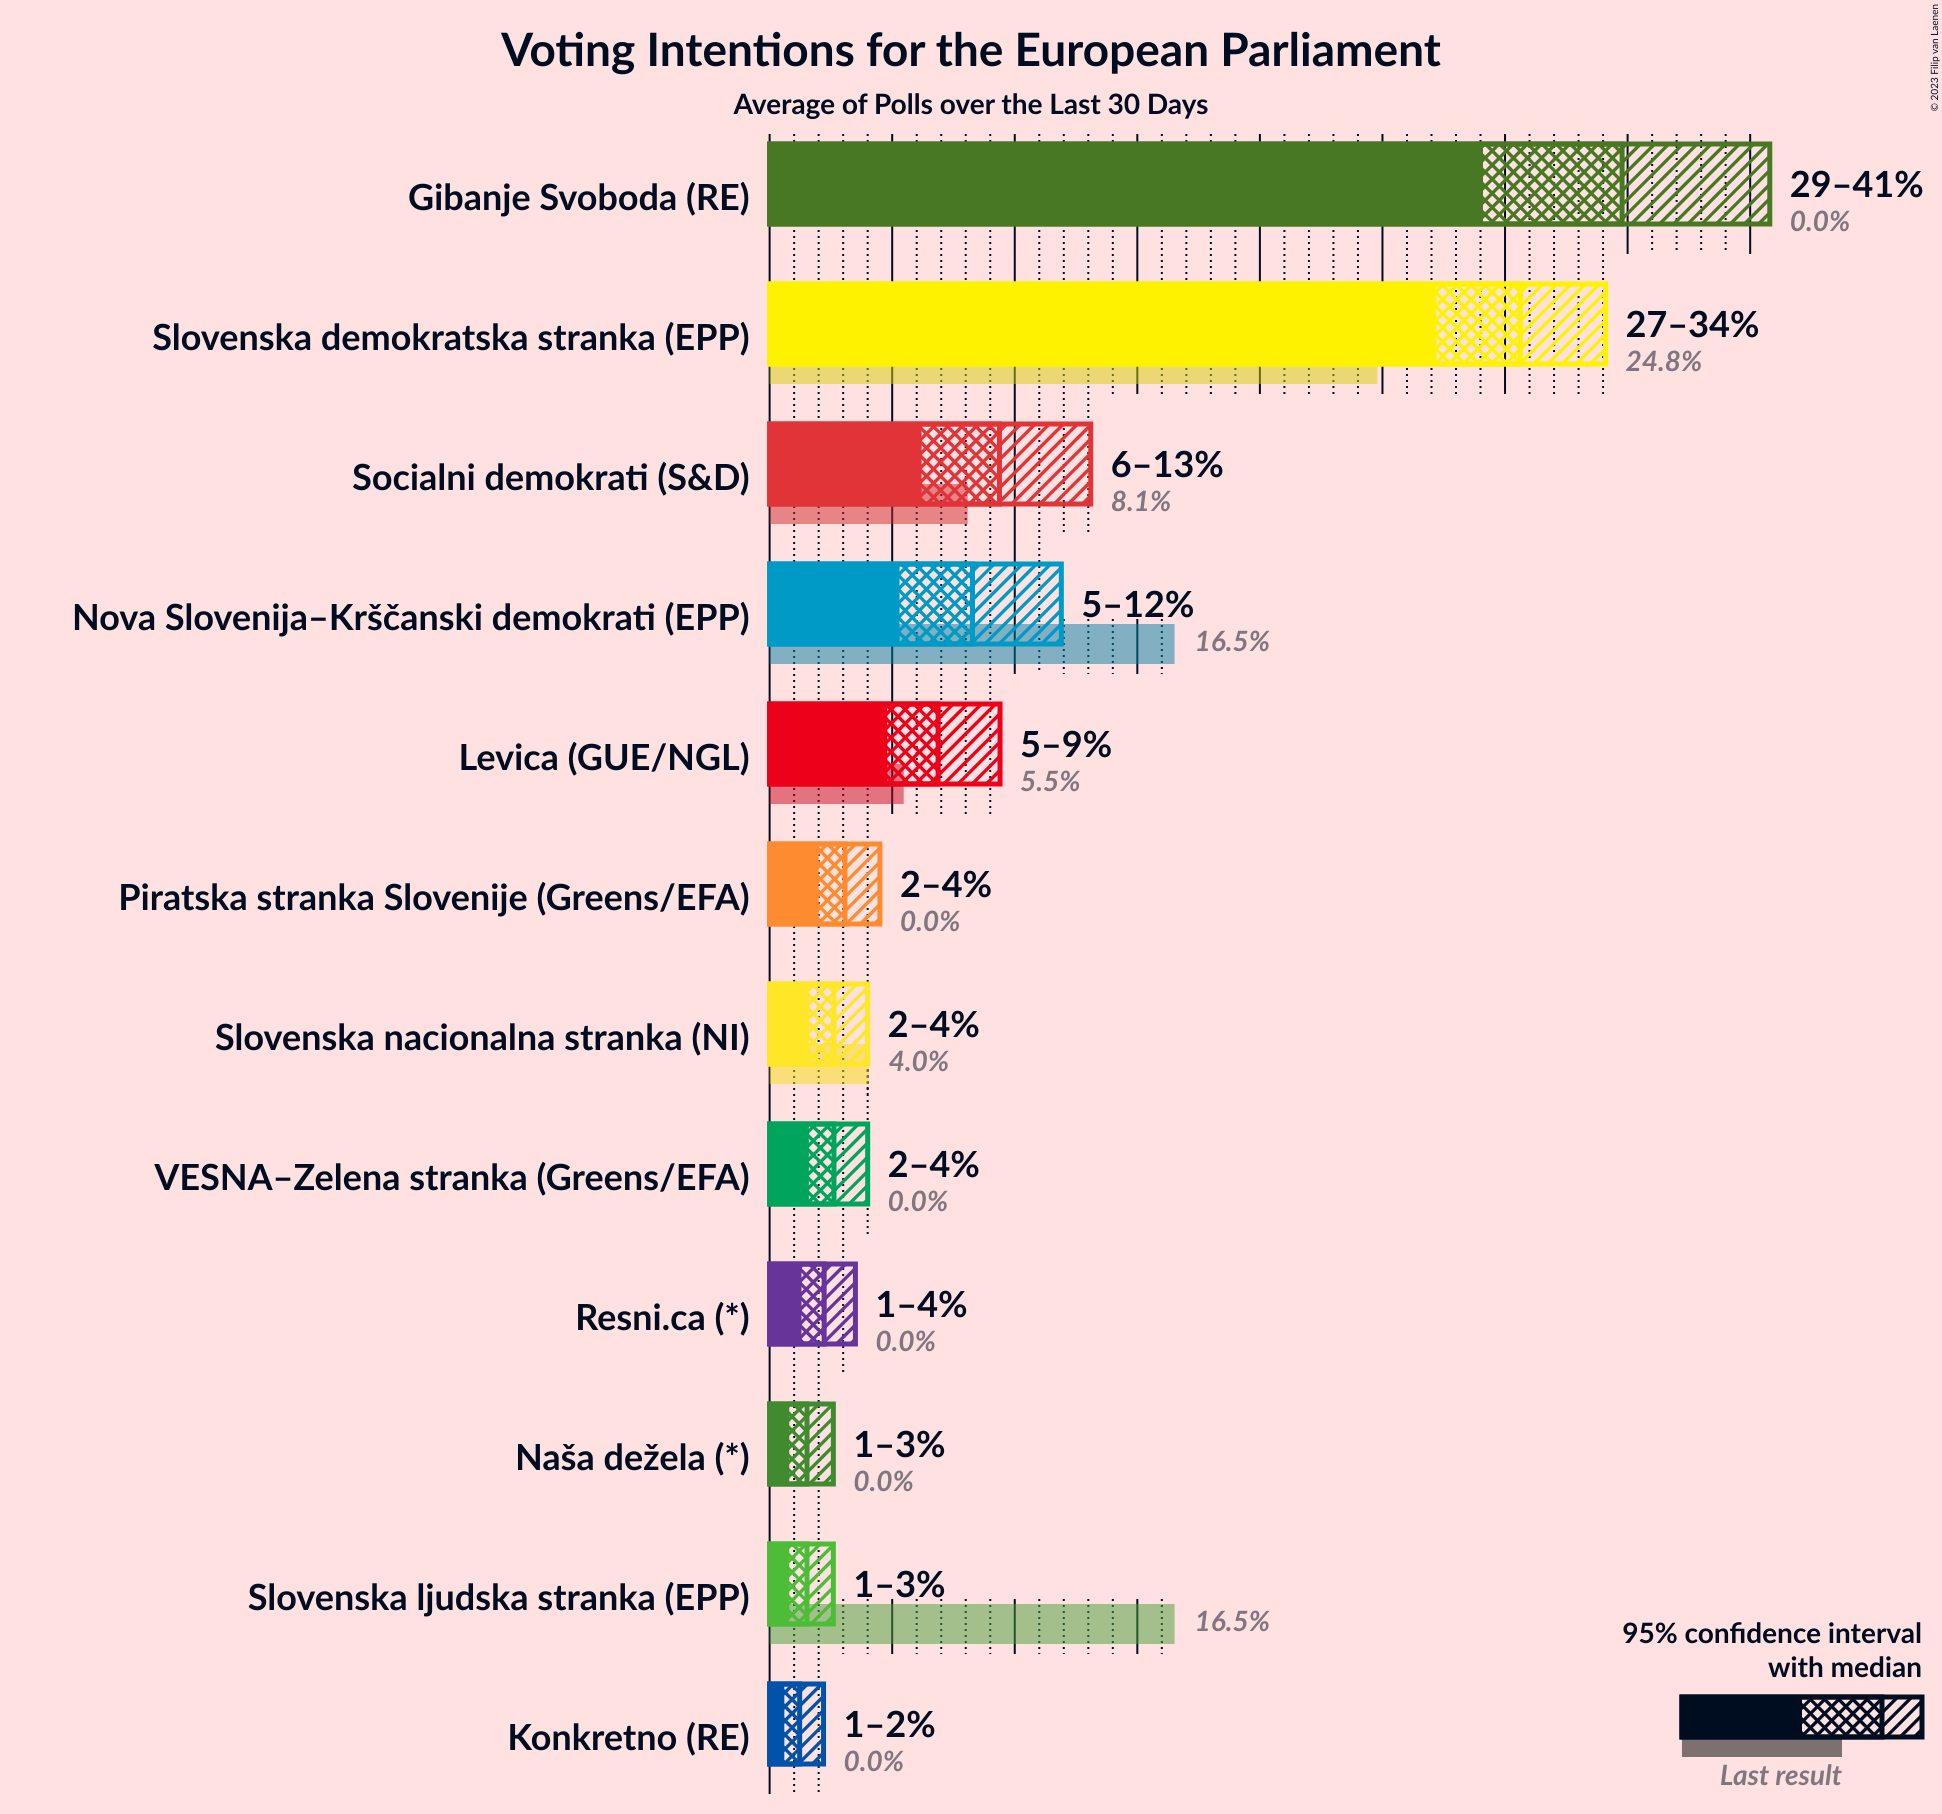 © 2023 Filip van Laenen
Voting Intentions for the European Parliament
Average of Polls over the Last 30 Days
Gibanje Svoboda (RE)
29–41%
0.0%
Slovenska demokratska stranka (EPP)
27–34%
24.8%
Socialni demokrati (S&D)
6–13%
8.1%
Nova Slovenija–Krščanski demokrati (EPP)
5–12%
16.5%
Levica (GUE/NGL)
5–9%
5.5%
Piratska stranka Slovenije (Greens/EFA)
2–4%
0.0%
Slovenska nacionalna stranka (NI)
2–4%
4.0%
VESNA–Zelena stranka (Greens/EFA)
2–4%
0.0%
Resni.ca (*)
1–4%
0.0%
Naša dežela (*)
1–3%
0.0%
Slovenska ljudska stranka (EPP)
1–3%
16.5%
Konkretno (RE)
1–2%
0.0%
95% confidence interval
with median
Last result